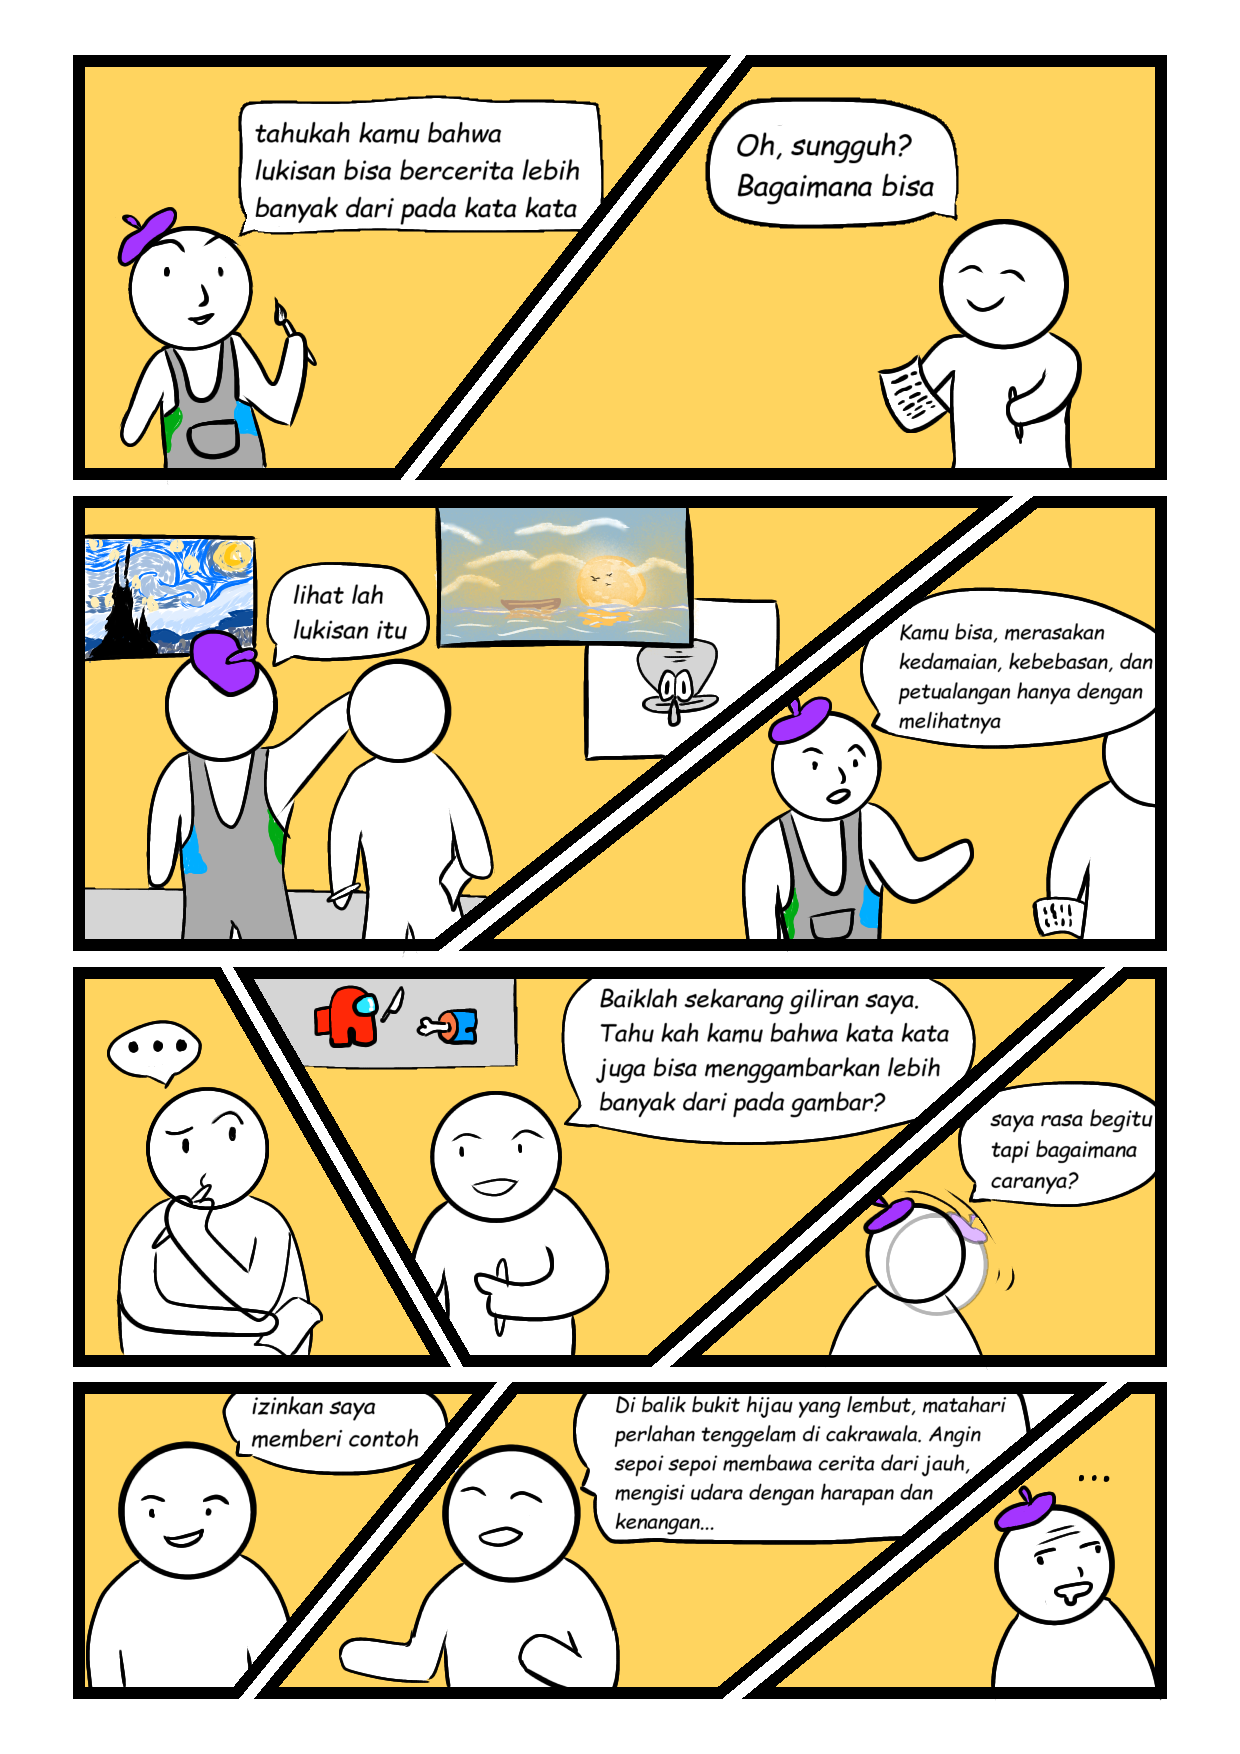 tahukah kamu bahwa
lukisan bisa bercerita lebih
banyak dari pada kata kata
Oh, sungguh?
Bagaimana bisa
lihat lah
lukisan itu
Kamu bisa, merasakan
kedamaian, kebebasan, dan
petualangan hanya dengan
melihatnya
Baiklah sekarang giliran saya.
Tahu kah kamu bahwa kata kata
juga bisa menggambarkan lebih
banyak dari pada gambar?
saya rasa begitu
tapi bagaimana
caranya?
izinkan saya
memberi contoh
Di balik bukit hijau yang lembut, matahari
perlahan tenggelam di cakrawala. Angin
sepoi sepoi membawa cerita dari jauh,
mengisi udara dengan harapan dan
kenangan...
...